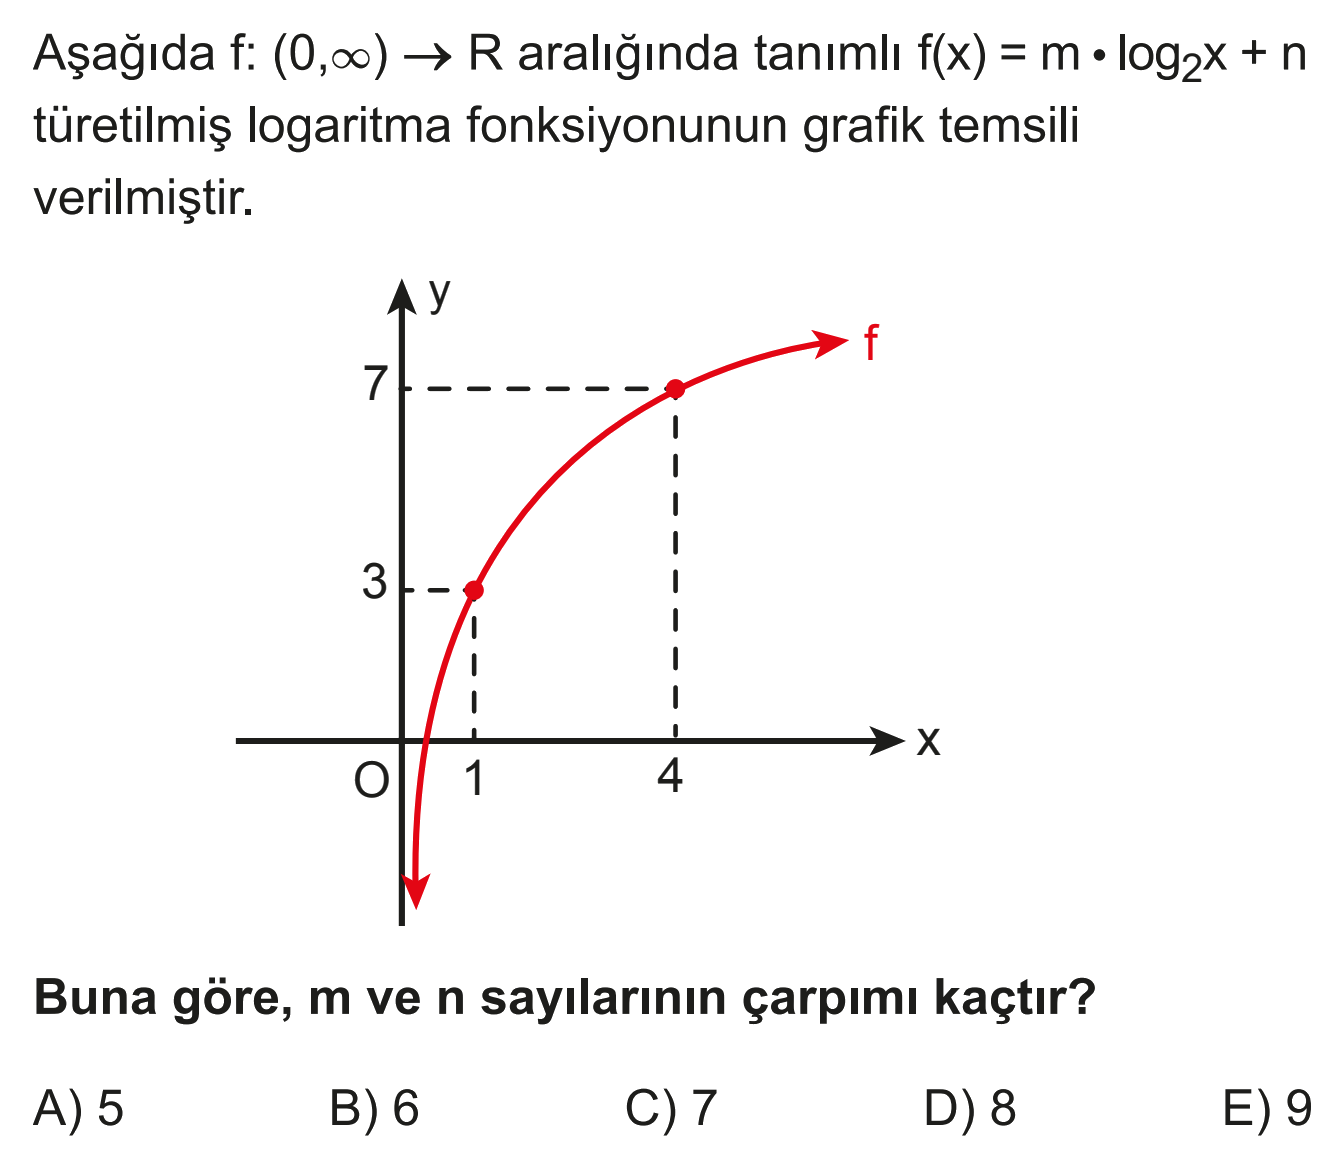 Aşağıda f: (0,∞) → R aralığında tanımlı f(x) = m • log₂x + n
türetilmiş logaritma fonksiyonunun grafik temsili
verilmiştir.
y
f
7
3
x
O 1 4
Buna göre, m ve n sayılarının çarpımı kaçtır?
A) 5 B) 6 C) 7 D) 8 E) 9